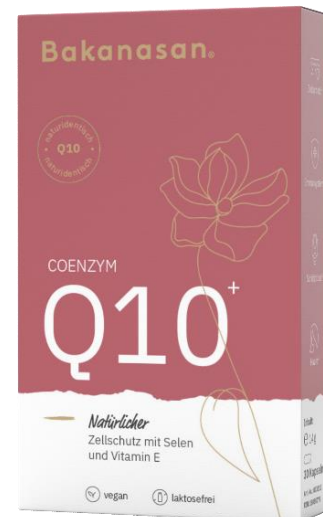 Bakanasan®
naturidentisch
Q10
naturidentisch
COENZYM
Q10+
Natürlicher
Zellschutz mit Selen
und Vitamin E
vegan
laktosefrei